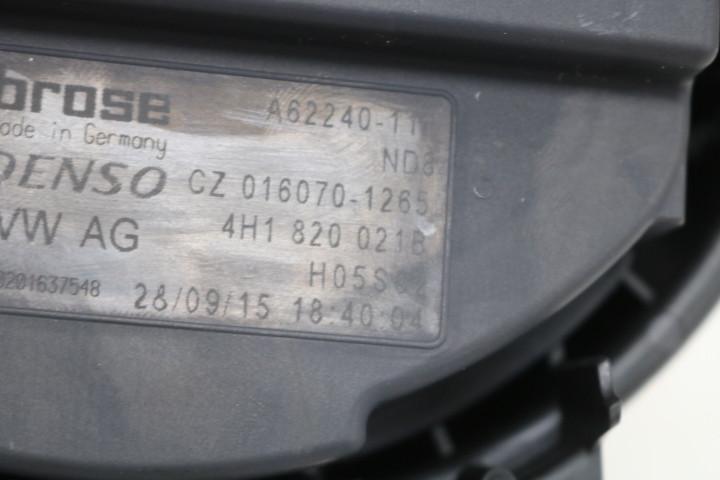 brose A62240-11
ade in Germany
ND8
DENSO CZ 016070-1265
VW AG 4H1 820 021B
H05S02
8201637548 28/09/15 18:40:04